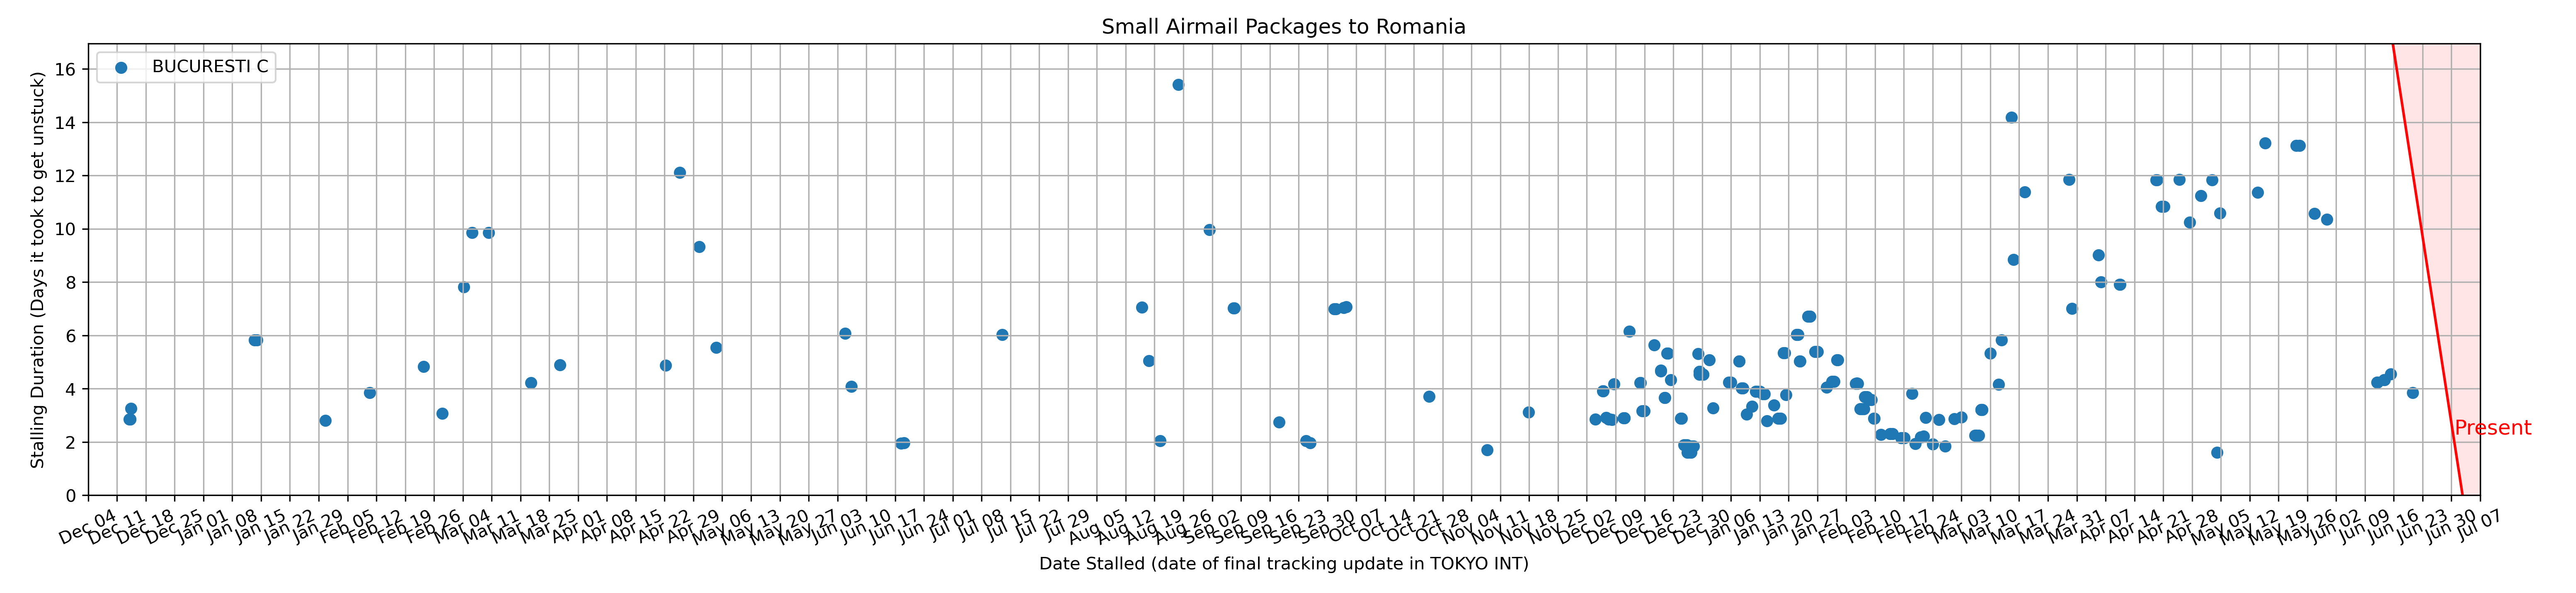 Small Airmail Packages to Romania
BUCURESTI C
Stalling Duration (Days it took to get unstuck)
16
14
12
10
8
6
4
2
0
Present
Dec 04
Dec 11
Dec 18
Dec 25
Jan 01
Jan 08
Jan 15
Jan 22
Jan 29
Feb 05
Feb 12
Feb 19
Feb 26
Mar 04
Mar 11
Mar 18
Mar 25
Apr 01
Apr 08
Apr 15
Apr 22
Apr 29
May 06
May 13
May 20
May 27
Jun 03
Jun 10
Jun 17
Jun 24
Jul 01
Jul 08
Jul 15
Jul 22
Jul 29
Aug 05
Aug 12
Aug 19
Aug 26
Sep 02
Sep 09
Sep 16
Sep 23
Sep 30
Oct 07
Oct 14
Oct 21
Oct 28
Nov 04
Nov 11
Nov 18
Nov 25
Dec 02
Dec 09
Dec 16
Dec 23
Dec 30
Jan 06
Jan 13
Jan 20
Jan 27
Feb 03
Feb 10
Feb 17
Feb 24
Mar 03
Mar 10
Mar 17
Mar 24
Mar 31
Apr 07
Apr 14
Apr 21
Apr 28
May 05
May 12
May 19
May 26
Jun 02
Jun 09
Jun 16
Jun 23
Jun 30
Jul 07
Date Stalled (date of final tracking update in TOKYO INT)